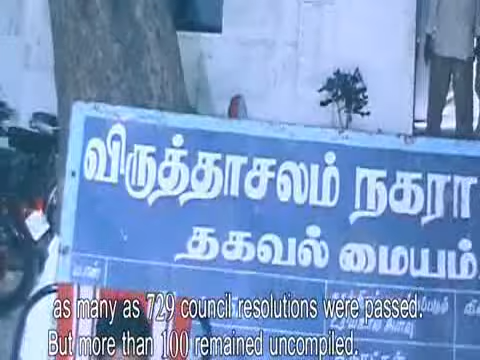 விருத்தாசலம் நகரா
தகவல் மையம்
as many as 729 council resolutions were passed.
But more than 100 remained uncompiled.